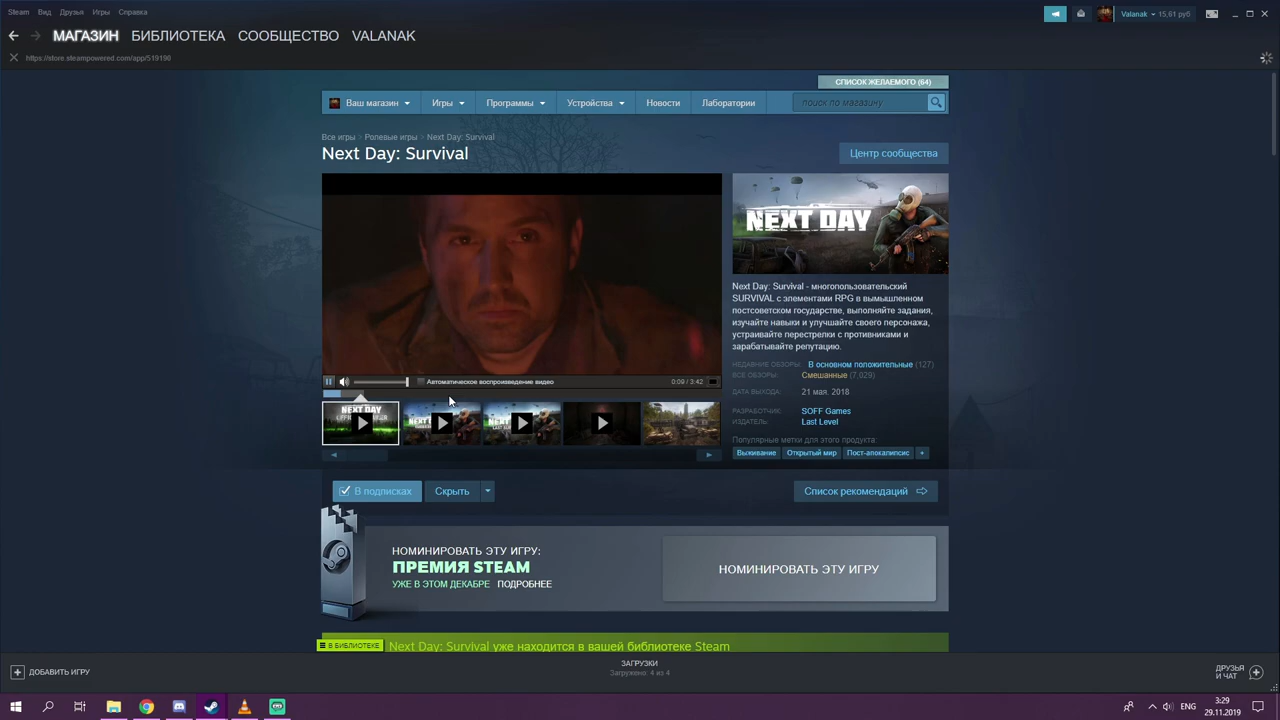 Steam Вид Друзья Игры Справка
Valanak 15,61 руб
МАГАЗИН БИБЛИОТЕКА СООБЩЕСТВО VALANAK
https://store.steampowered.com/app/519190
СПИСОК ЖЕЛАЕМОГО (64)
Ваш магазин Игры Программы Устройства Новости Лаборатории поиск по магазину
Все игры > Ролевые игры > Next Day: Survival
Next Day: Survival
Центр сообщества
NEXT DAY
Next Day: Survival - многопользовательский
SURVIVAL с элементами RPG в вымышленном
постсоветском государстве, выполняйте задания,
изучайте навыки и улучшайте своего персонажа,
устраивайте перестрелки с противниками и
зарабатывайте репутацию.
НЕДАВНИЕ ОБЗОРЫ: В основном положительные (127)
ВСЕ ОБЗОРЫ: Смешанные (7,029)
ДАТА ВЫХОДА: 21 мая. 2018
РАЗРАБОТЧИК: SOFF Games
ИЗДАТЕЛЬ: Last Level
Популярные метки для этого продукта:
Выживание Открытый мир Пост-апокалипсис +
Автоматическое воспроизведение видео 0:09 / 3:42
NEXT DAY
В подписках Скрыть
Список рекомендаций
НОМИНИРОВАТЬ ЭТУ ИГРУ:
ПРЕМИЯ STEAM
УЖЕ В ЭТОМ ДЕКАБРЕ ПОДРОБНЕЕ
НОМИНИРОВАТЬ ЭТУ ИГРУ
В БИБЛИОТЕКЕ Next Day: Survival уже находится в вашей библиотеке Steam
ДОБАВИТЬ ИГРУ
ЗАГРУЗКИ
Загружено: 4 из 4
ДРУЗЬЯ
И ЧАТ
ENG
3:29
29.11.2019